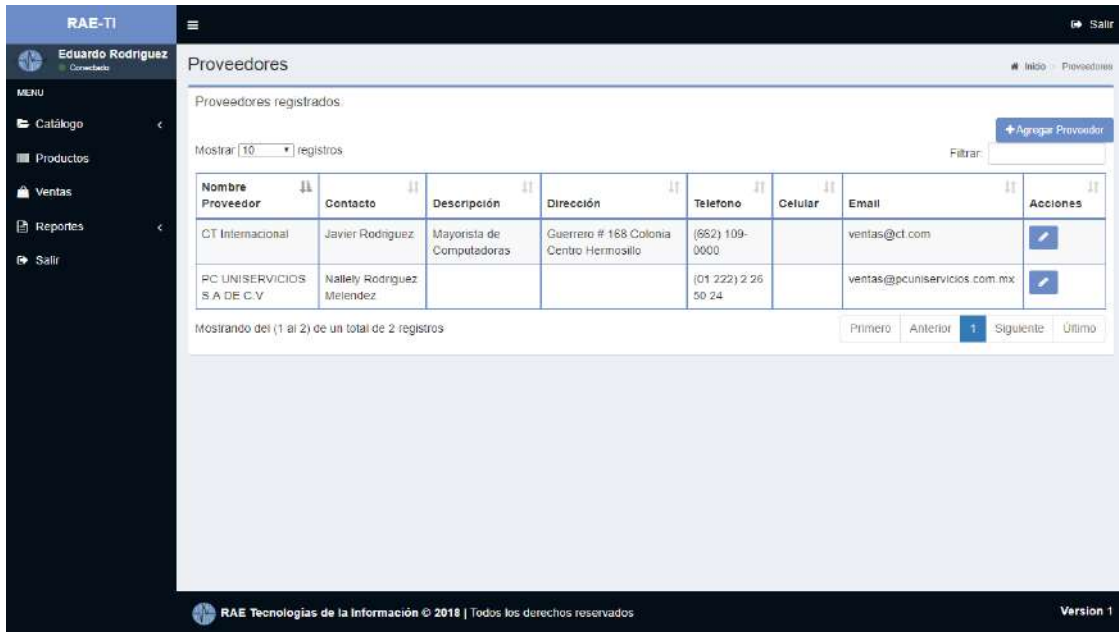 RAE-TI
Salir
Eduardo Rodriguez
Conectado
MENU
Catálogo
Productos
Ventas
Reportes
Salir
Proveedores
Inicio > Proveedores
Proveedores registrados
+Agregar Proveedor
Mostrar 10 registros
Filtrar:
Nombre Proveedor Contacto Descripción Dirección Telefono Celular Email Acciones
CT Internacional Javier Rodriguez Mayorista de Computadoras Guerrero # 168 Colonia Centro Hermosillo (662) 109-0000 ventas@ct.com
PC UNISERVICIOS S.A DE C.V Nallely Rodriguez Melendez (01 222) 2 26 50 24 ventas@pcuniservicios.com.mx
Mostrando del (1 al 2) de un total de 2 registros
Primero Anterior 1 Siguiente Último
RAE Tecnologías de la Información © 2018 | Todos los derechos reservados
Version 1